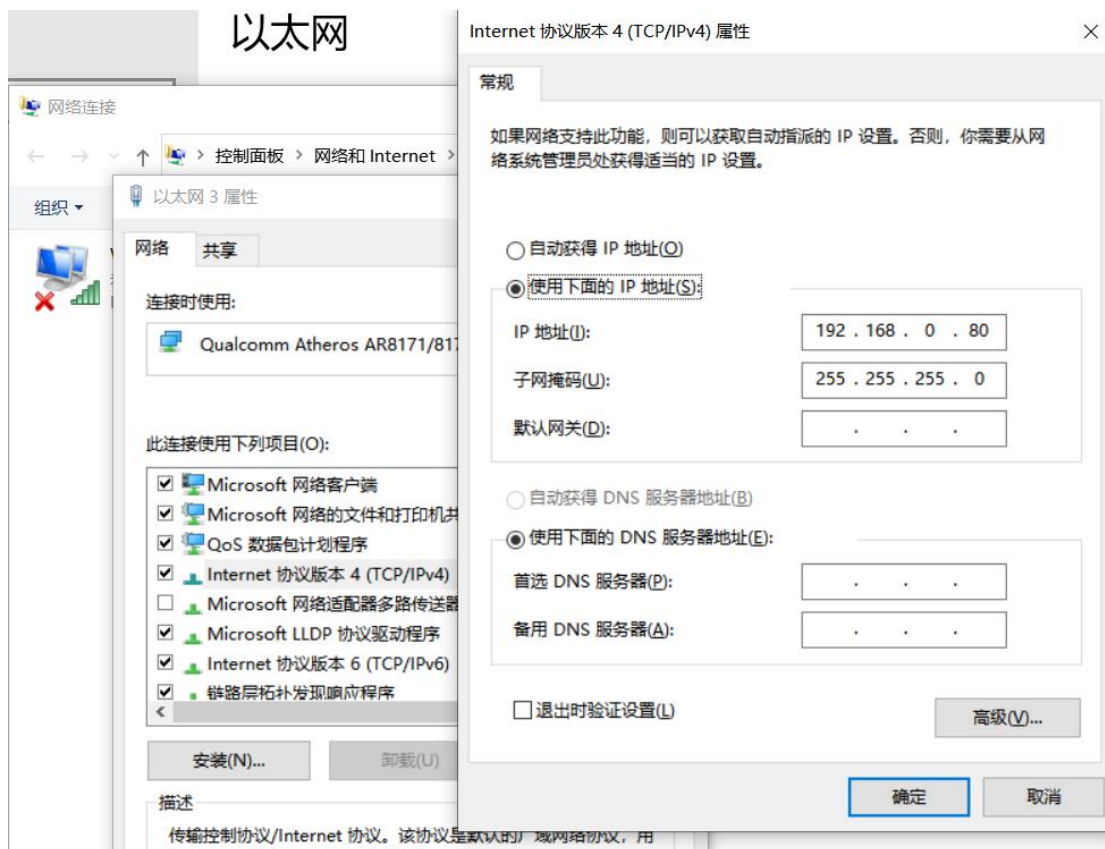 以太网
网络连接
控制面板 > 网络和 Internet >
组织
以太网 3 属性
网络 共享
连接时使用:
Qualcomm Atheros AR8171/817
此连接使用下列项目(O):
Microsoft 网络客户端
Microsoft 网络的文件和打印机共
QoS 数据包计划程序
Internet 协议版本 4 (TCP/IPv4)
Microsoft 网络适配器多路传送器
Microsoft LLDP 协议驱动程序
Internet 协议版本 6 (TCP/IPv6)
链路层拓扑发现响应程序
安装(N)... 卸载(U)
描述
传输控制协议/Internet 协议。该协议是默认的广域网络协议，用
Internet 协议版本 4 (TCP/IPv4) 属性
常规
如果网络支持此功能，则可以获取自动指派的 IP 设置。否则，你需要从网
络系统管理员处获得适当的 IP 设置。
自动获得 IP 地址(O)
使用下面的 IP 地址(S):
IP 地址(I): 192 . 168 . 0 . 80
子网掩码(U): 255 . 255 . 255 . 0
默认网关(D): . . .
自动获得 DNS 服务器地址(B)
使用下面的 DNS 服务器地址(E):
首选 DNS 服务器(P): . . .
备用 DNS 服务器(A): . . .
退出时验证设置(L)
高级(V)...
确定 取消